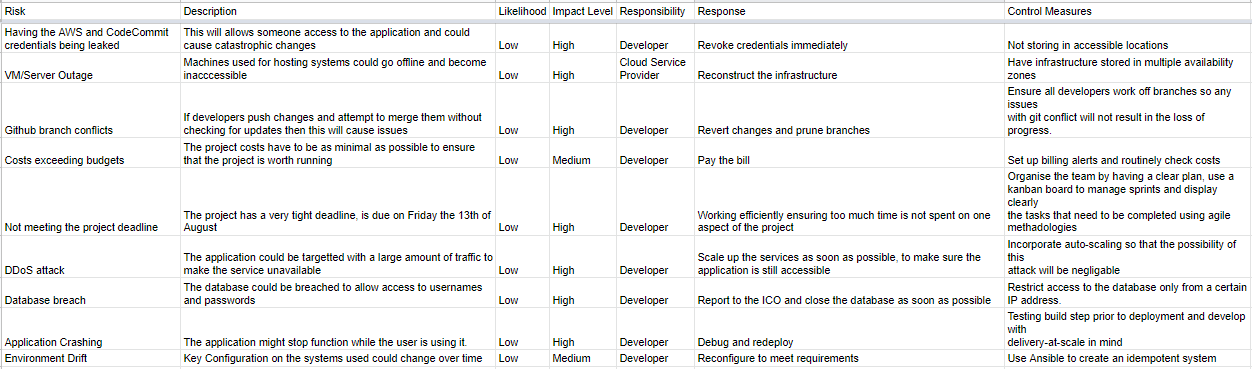 Risk Description Likelihood Impact Level Responsibility Response Control Measures
Having the AWS and CodeCommit
credentials being leaked
This will allows someone access to the application and could
cause catastrophic changes
Low High Developer Revoke credentials immediately Not storing in accessible locations
VM/Server Outage
Machines used for hosting systems could go offline and become
inacccessible
Low High
Cloud Service
Provider
Reconstruct the infrastructure
Have infrastructure stored in multiple availability
zones
Github branch conflicts
If developers push changes and attempt to merge them without
checking for updates then this will cause issues
Low High Developer Revert changes and prune branches
Ensure all developers work off branches so any
issues
with git conflict will not result in the loss of
progress.
Costs exceeding budgets
The project costs have to be as minimal as possible to ensure
that the project is worth running
Low Medium Developer Pay the bill Set up billing alerts and routinely check costs
Not meeting the project deadline
The project has a very tight deadline, is due on Friday the 13th of
August
Low High Developer
Working efficiently ensuring too much time is not spent on one
aspect of the project
Organise the team by having a clear plan, use a
kanban board to manage sprints and display
clearly
the tasks that need to be completed using agile
methadologies
DDoS attack
The application could be targetted with a large amount of traffic to
make the service unavailable
Low High Developer
Scale up the services as soon as possible, to make sure the
application is still accessible
Incorporate auto-scaling so that the possibility of
this
attack will be negligable
Database breach
The database could be breached to allow access to usernames
and passwords
Low High Developer Report to the ICO and close the database as soon as possible
Restrict access to the database only from a certain
IP address.
Application Crashing The application might stop function while the user is using it. Low High Developer Debug and redeploy
Testing build step prior to deployment and develop
with
delivery-at-scale in mind
Environment Drift Key Configuration on the systems used could change over time Low Medium Developer Reconfigure to meet requirements Use Ansible to create an idempotent system